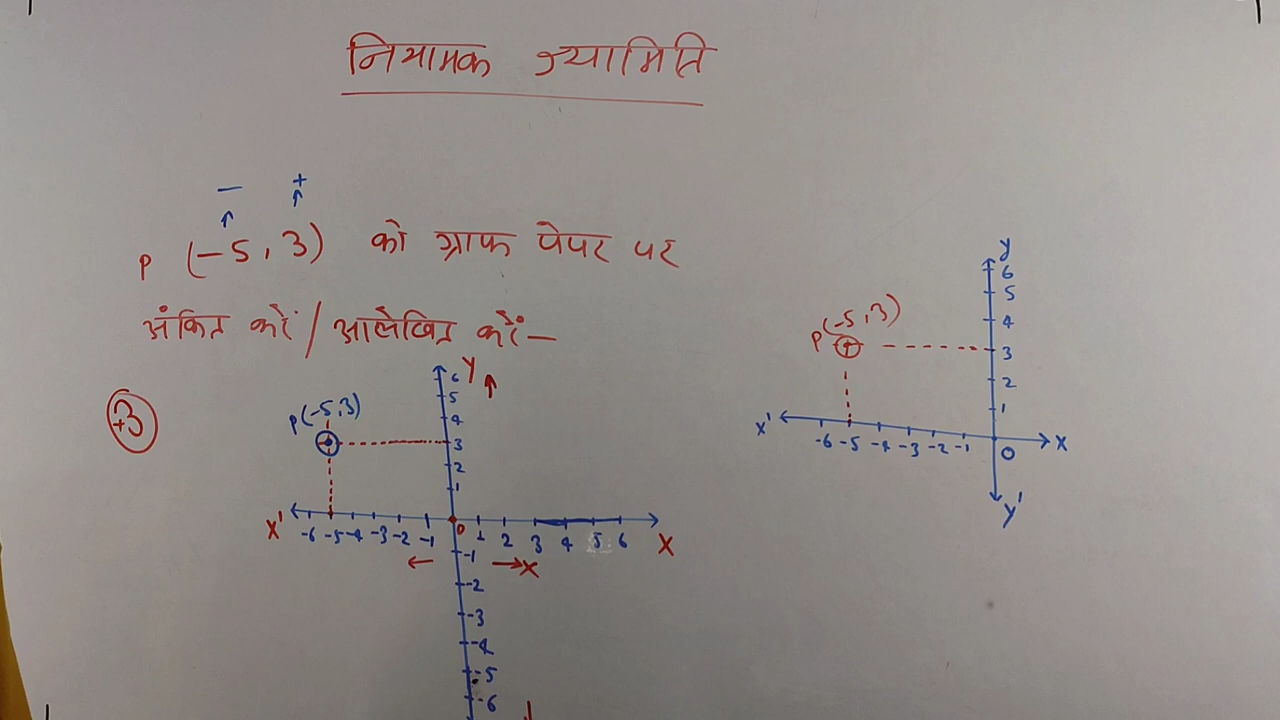 नियामक ज्यामिति
- +
P (-5, 3) को ग्राफ पेपर पर
अंकित करें / आलेखित करें-
+3
Y
6
5
4
3
2
1
P(-5,3)
X' -6 -5 -4 -3 -2 -1 0 1 2 3 4 5 6 X
-1
X
-2
-3
-4
-5
-6
y
6
5
4
3
2
1
P(-5,3)
X' -6 -5 -4 -3 -2 -1 0 X
y'